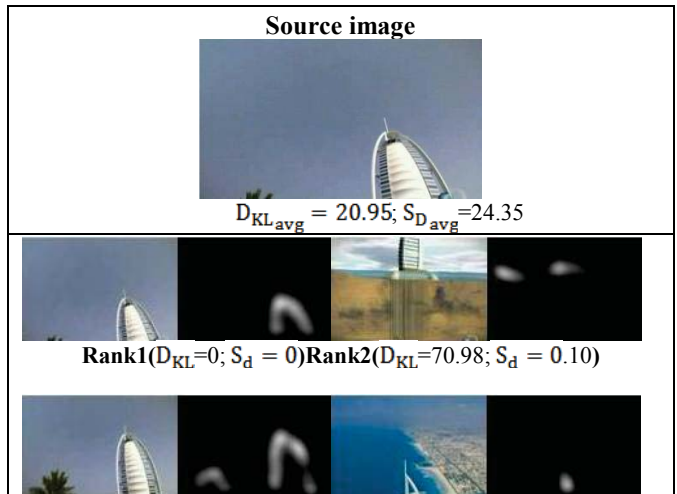 Source image
D_KL_avg = 20.95; S_D_avg=24.35
Rank1(D_KL=0; S_d = 0)Rank2(D_KL=70.98; S_d = 0.10)